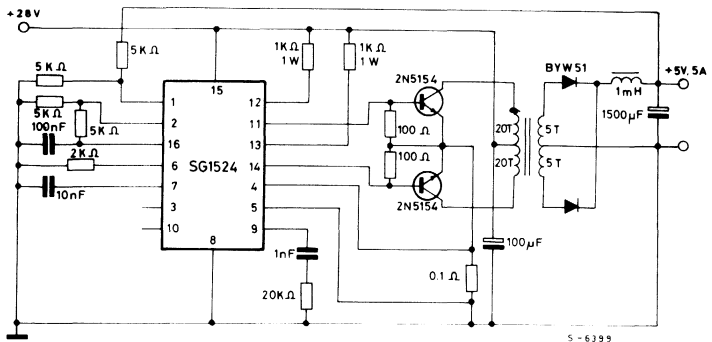 +28V
5KΩ
5KΩ
5KΩ
100nF
5KΩ
2KΩ
10nF
15
1
2
16
6
7
3
10
8
SG1524
12
11
13
14
4
5
9
1KΩ
1W
1KΩ
1W
2N5154
100Ω
100Ω
2N5154
1nF
20KΩ
0.1Ω
100µF
20T
20T
5T
5T
BYW51
1mH
+5V,5A
1500µF
S-6399